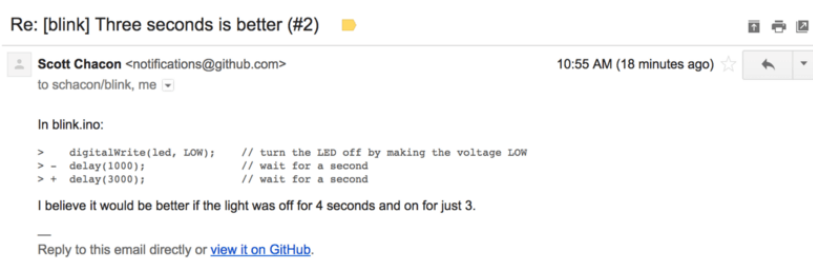 Re: [blink] Three seconds is better (#2)
Scott Chacon <notifications@github.com>
10:55 AM (18 minutes ago)
to schacon/blink, me
In blink.ino:
>    digitalWrite(led, LOW);    // turn the LED off by making the voltage LOW
> -  delay(1000);               // wait for a second
> +  delay(3000);               // wait for a second
I believe it would be better if the light was off for 4 seconds and on for just 3.
—
Reply to this email directly or view it on GitHub.